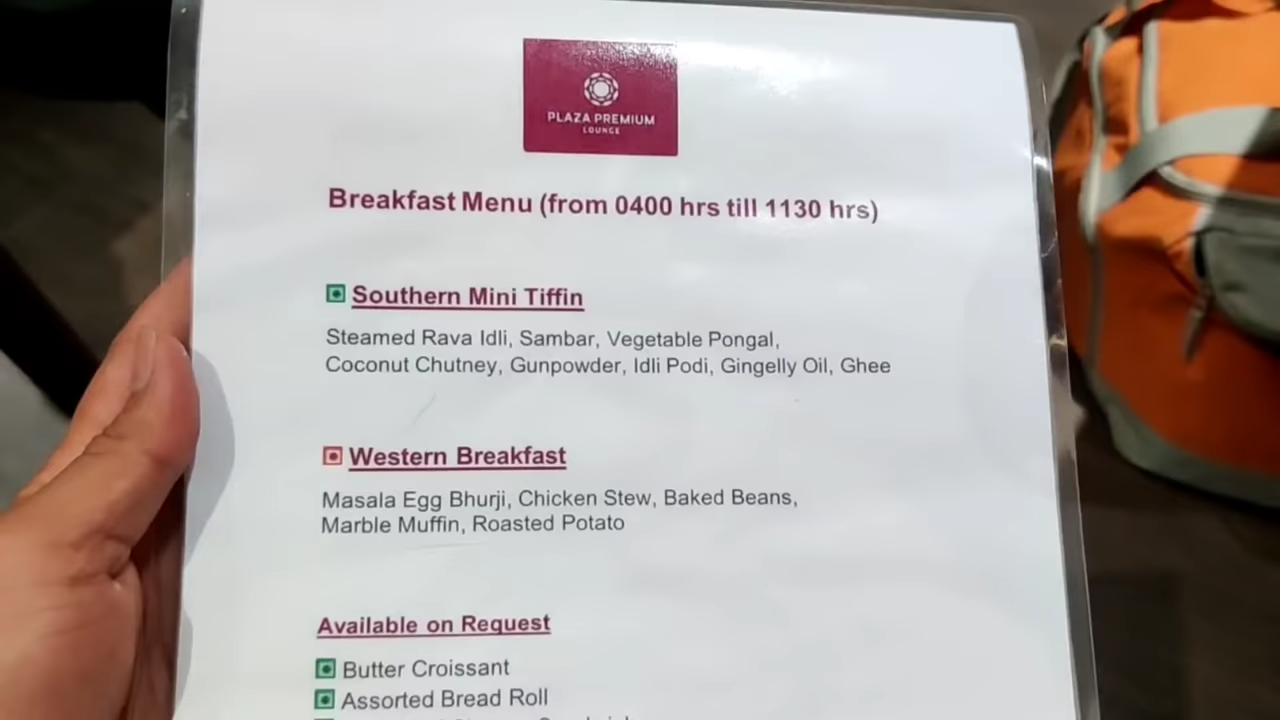 PLAZA PREMIUM
LOUNGE
Breakfast Menu (from 0400 hrs till 1130 hrs)
Southern Mini Tiffin
Steamed Rava Idli, Sambar, Vegetable Pongal,
Coconut Chutney, Gunpowder, Idli Podi, Gingelly Oil, Ghee
Western Breakfast
Masala Egg Bhurji, Chicken Stew, Baked Beans,
Marble Muffin, Roasted Potato
Available on Request
Butter Croissant
Assorted Bread Roll